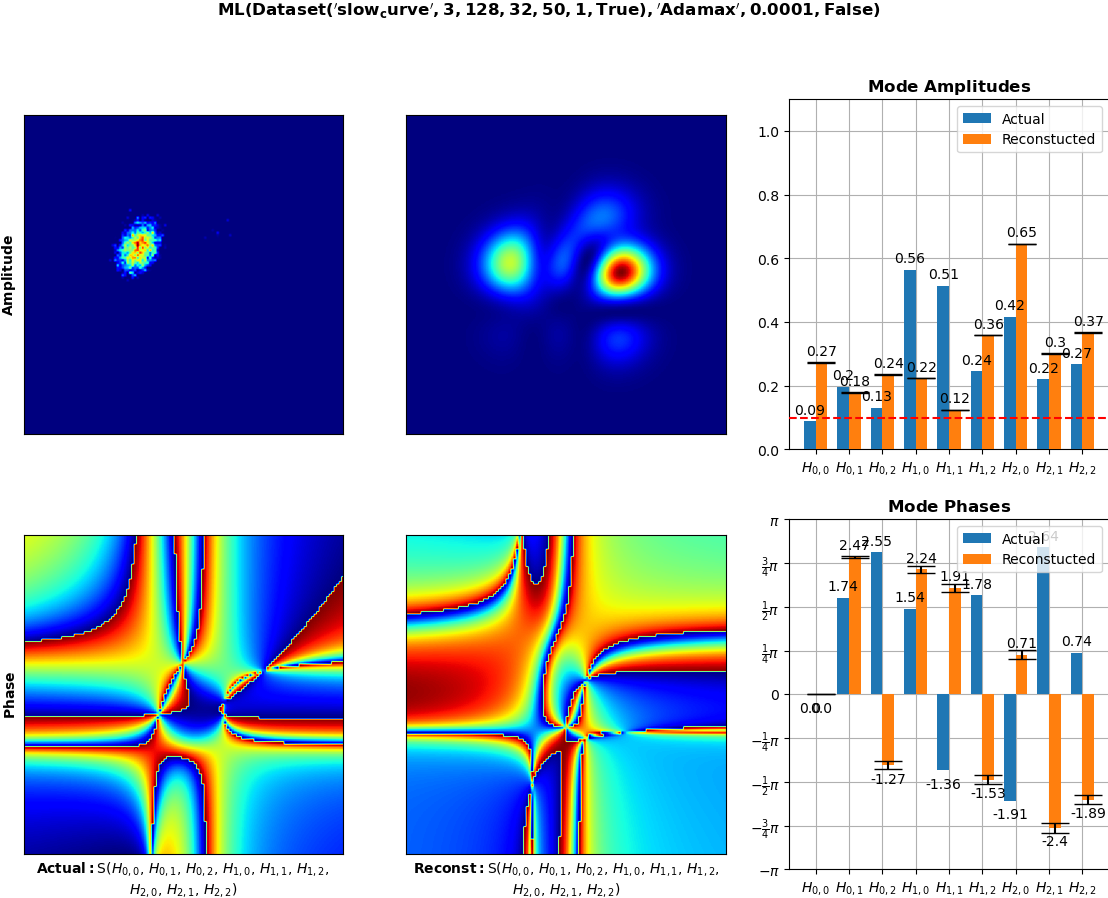 ML(Dataset('slow_curve', 3, 128, 32, 50, 1, True), 'Adamax', 0.0001, False)
Amplitude
Mode Amplitudes
Actual
Reconstucted
1.0
0.8
0.6
0.4
0.2
0.0
0.09
0.27
0.2
0.18
0.13
0.24
0.56
0.22
0.51
0.12
0.24
0.36
0.42
0.65
0.22
0.3
0.27
0.37
H0,0 H0,1 H0,2 H1,0 H1,1 H1,2 H2,0 H2,1 H2,2
Phase
Actual:S(H0,0, H0,1, H0,2, H1,0, H1,1, H1,2,
H2,0, H2,1, H2,2)
Reconst:S(H0,0, H0,1, H0,2, H1,0, H1,1, H1,2,
H2,0, H2,1, H2,2)
Mode Phases
Actual
Reconstucted
π
3/4π
1/2π
1/4π
0
−1/4π
−1/2π
−3/4π
−π
0.0
0.0
1.74
2.47
2.55
-1.27
1.54
2.24
-1.36
1.91
1.78
-1.53
-1.91
0.71
2.64
-2.4
0.74
-1.89
H0,0 H0,1 H0,2 H1,0 H1,1 H1,2 H2,0 H2,1 H2,2